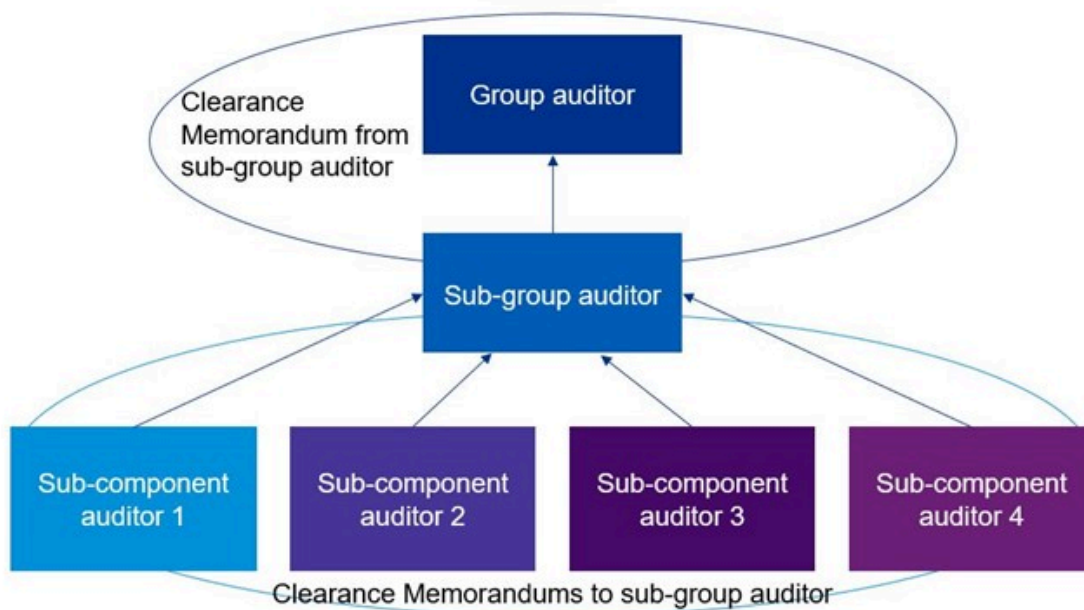 Group auditor
Clearance
Memorandum from
sub-group auditor
Sub-group auditor
Sub-component
auditor 1
Sub-component
auditor 2
Sub-component
auditor 3
Sub-component
auditor 4
Clearance Memorandums to sub-group auditor